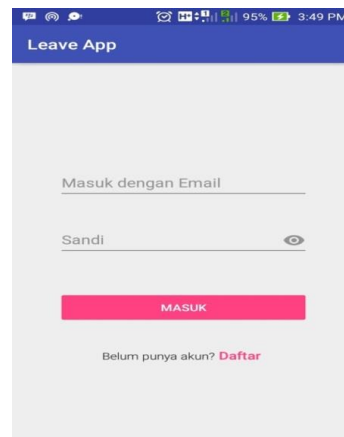 95% 3:49 PM
Leave App
Masuk dengan Email
Sandi
MASUK
Belum punya akun? Daftar